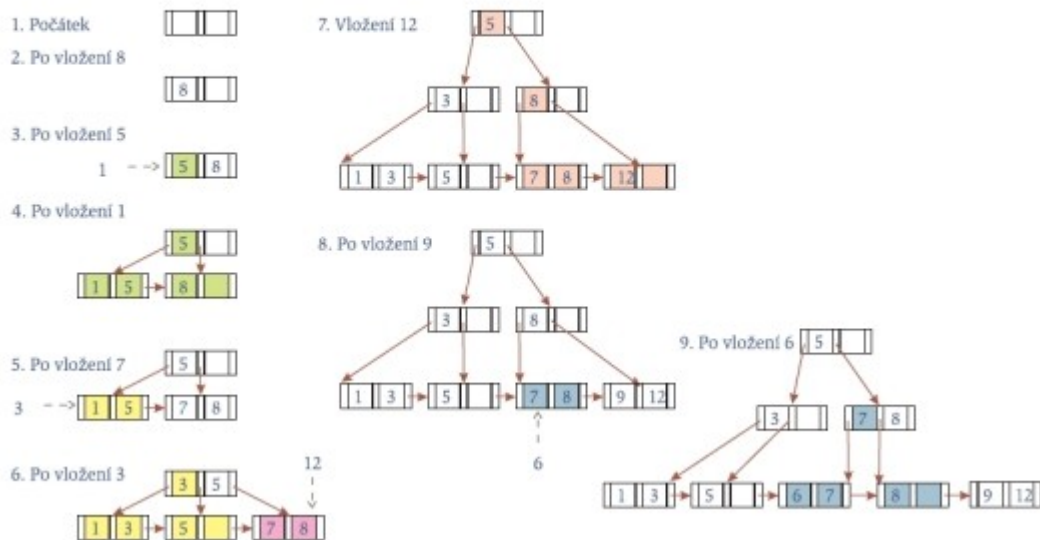 1. Počátek
2. Po vložení 8
8
3. Po vložení 5
1
5 8
4. Po vložení 1
5
1 5 8
5. Po vložení 7
5
3
1 5 7 8
6. Po vložení 3
12
3 5
1 3 5 7 8
7. Vložení 12
5
3 8
1 3 5 7 8 12
8. Po vložení 9
5
3 8
1 3 5 7 8 9 12
6
9. Po vložení 6
5
3 7 8
1 3 5 6 7 8 9 12